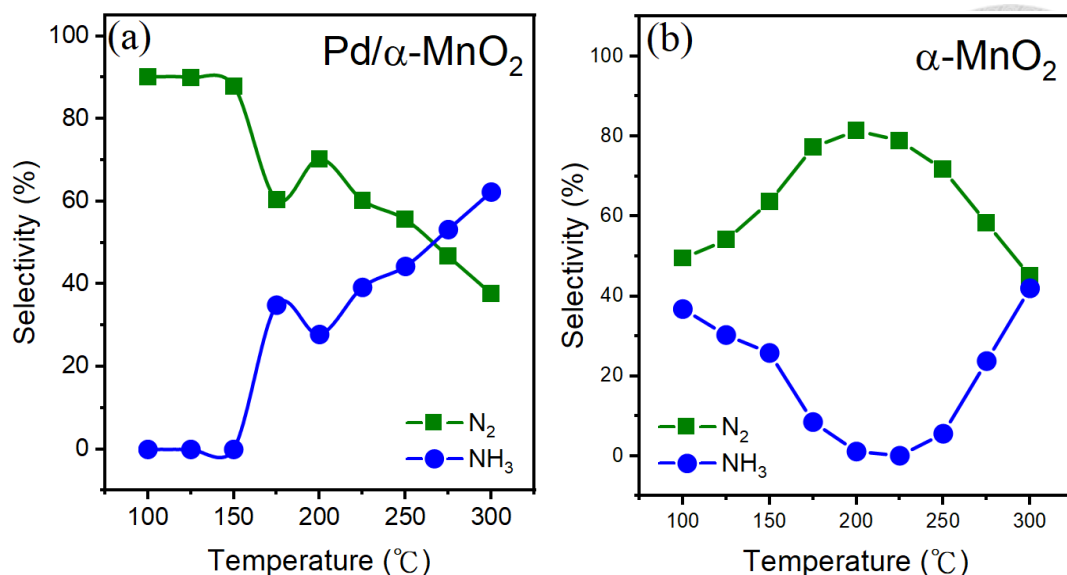 (a)
Pd/α-MnO₂
Selectivity (%)
100
80
60
40
20
0
N₂
NH₃
100 150 200 250 300
Temperature (℃)
(b)
α-MnO₂
Selectivity (%)
100
80
60
40
20
0
N₂
NH₃
100 150 200 250 300
Temperature (℃)